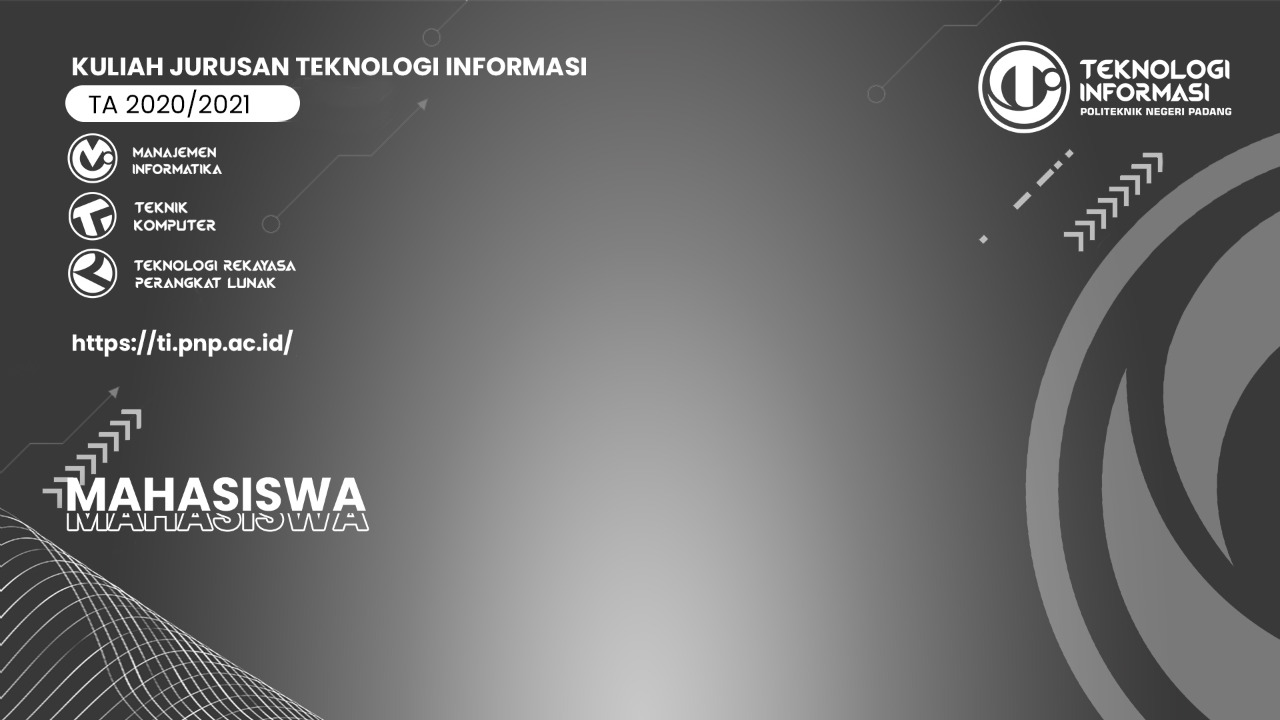 KULIAH JURUSAN TEKNOLOGI INFORMASI
TA 2020/2021
MANAJEMEN
INFORMATIKA
TEKNIK
KOMPUTER
TEKNOLOGI REKAYASA
PERANGKAT LUNAK
https://ti.pnp.ac.id/
MAHASISWA
MAHASISWA
TEKNOLOGI
INFORMASI
POLITEKNIK NEGERI PADANG